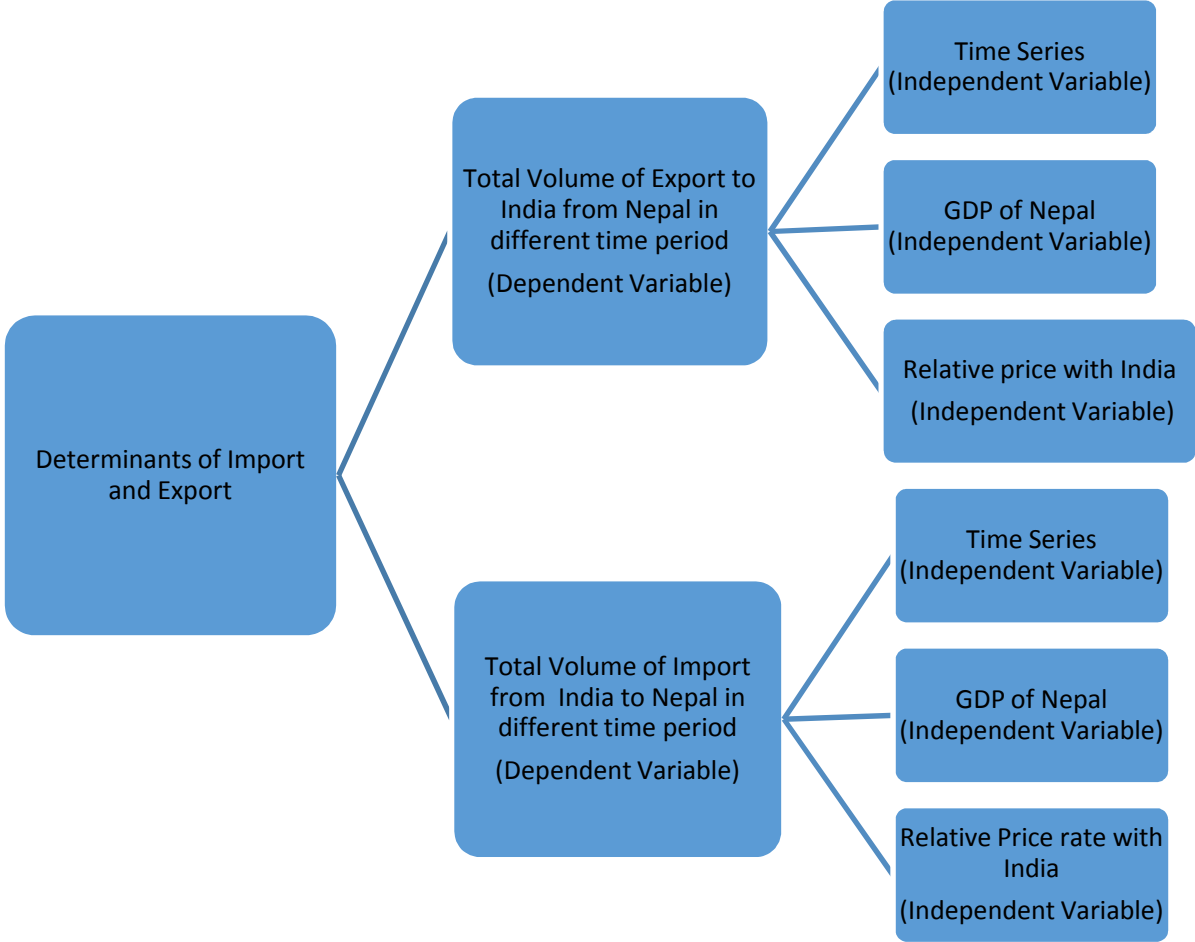 Determinants of Import
and Export
Total Volume of Export to
India from Nepal in
different time period
(Dependent Variable)
Time Series
(Independent Variable)
GDP of Nepal
(Independent Variable)
Relative price with India
(Independent Variable)
Total Volume of Import
from India to Nepal in
different time period
(Dependent Variable)
Time Series
(Independent Variable)
GDP of Nepal
(Independent Variable)
Relative Price rate with
India
(Independent Variable)